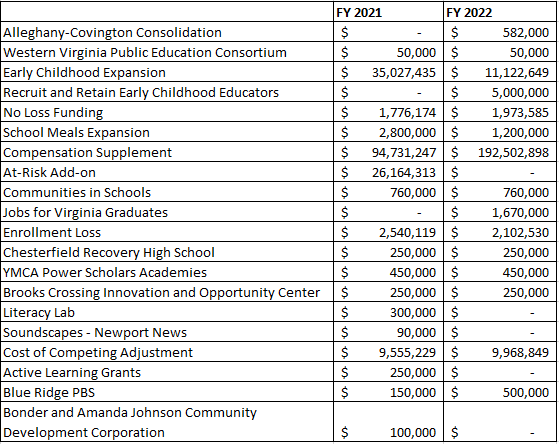 FY 2021 FY 2022
Alleghany-Covington Consolidation $ - $ 582,000
Western Virginia Public Education Consortium $ 50,000 $ 50,000
Early Childhood Expansion $ 35,027,435 $ 11,122,649
Recruit and Retain Early Childhood Educators $ - $ 5,000,000
No Loss Funding $ 1,776,174 $ 1,973,585
School Meals Expansion $ 2,800,000 $ 1,200,000
Compensation Supplement $ 94,731,247 $ 192,502,898
At-Risk Add-on $ 26,164,313 $ -
Communities in Schools $ 760,000 $ 760,000
Jobs for Virginia Graduates $ - $ 1,670,000
Enrollment Loss $ 2,540,119 $ 2,102,530
Chesterfield Recovery High School $ 250,000 $ 250,000
YMCA Power Scholars Academies $ 450,000 $ 450,000
Brooks Crossing Innovation and Opportunity Center $ 250,000 $ 250,000
Literacy Lab $ 300,000 $ -
Soundscapes - Newport News $ 90,000 $ -
Cost of Competing Adjustment $ 9,555,229 $ 9,968,849
Active Learning Grants $ 250,000 $ -
Blue Ridge PBS $ 150,000 $ 500,000
Bonder and Amanda Johnson Community
Development Corporation $ 100,000 $ -